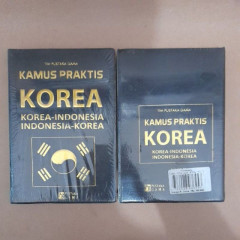 TIM PUSTAKA GAMA
KAMUS PRAKTIS
KOREA
KOREA-INDONESIA
INDONESIA-KOREA
TIM PUSTAKA GAMA
KAMUS PRAKTIS
KOREA
KOREA-INDONESIA
INDONESIA-KOREA